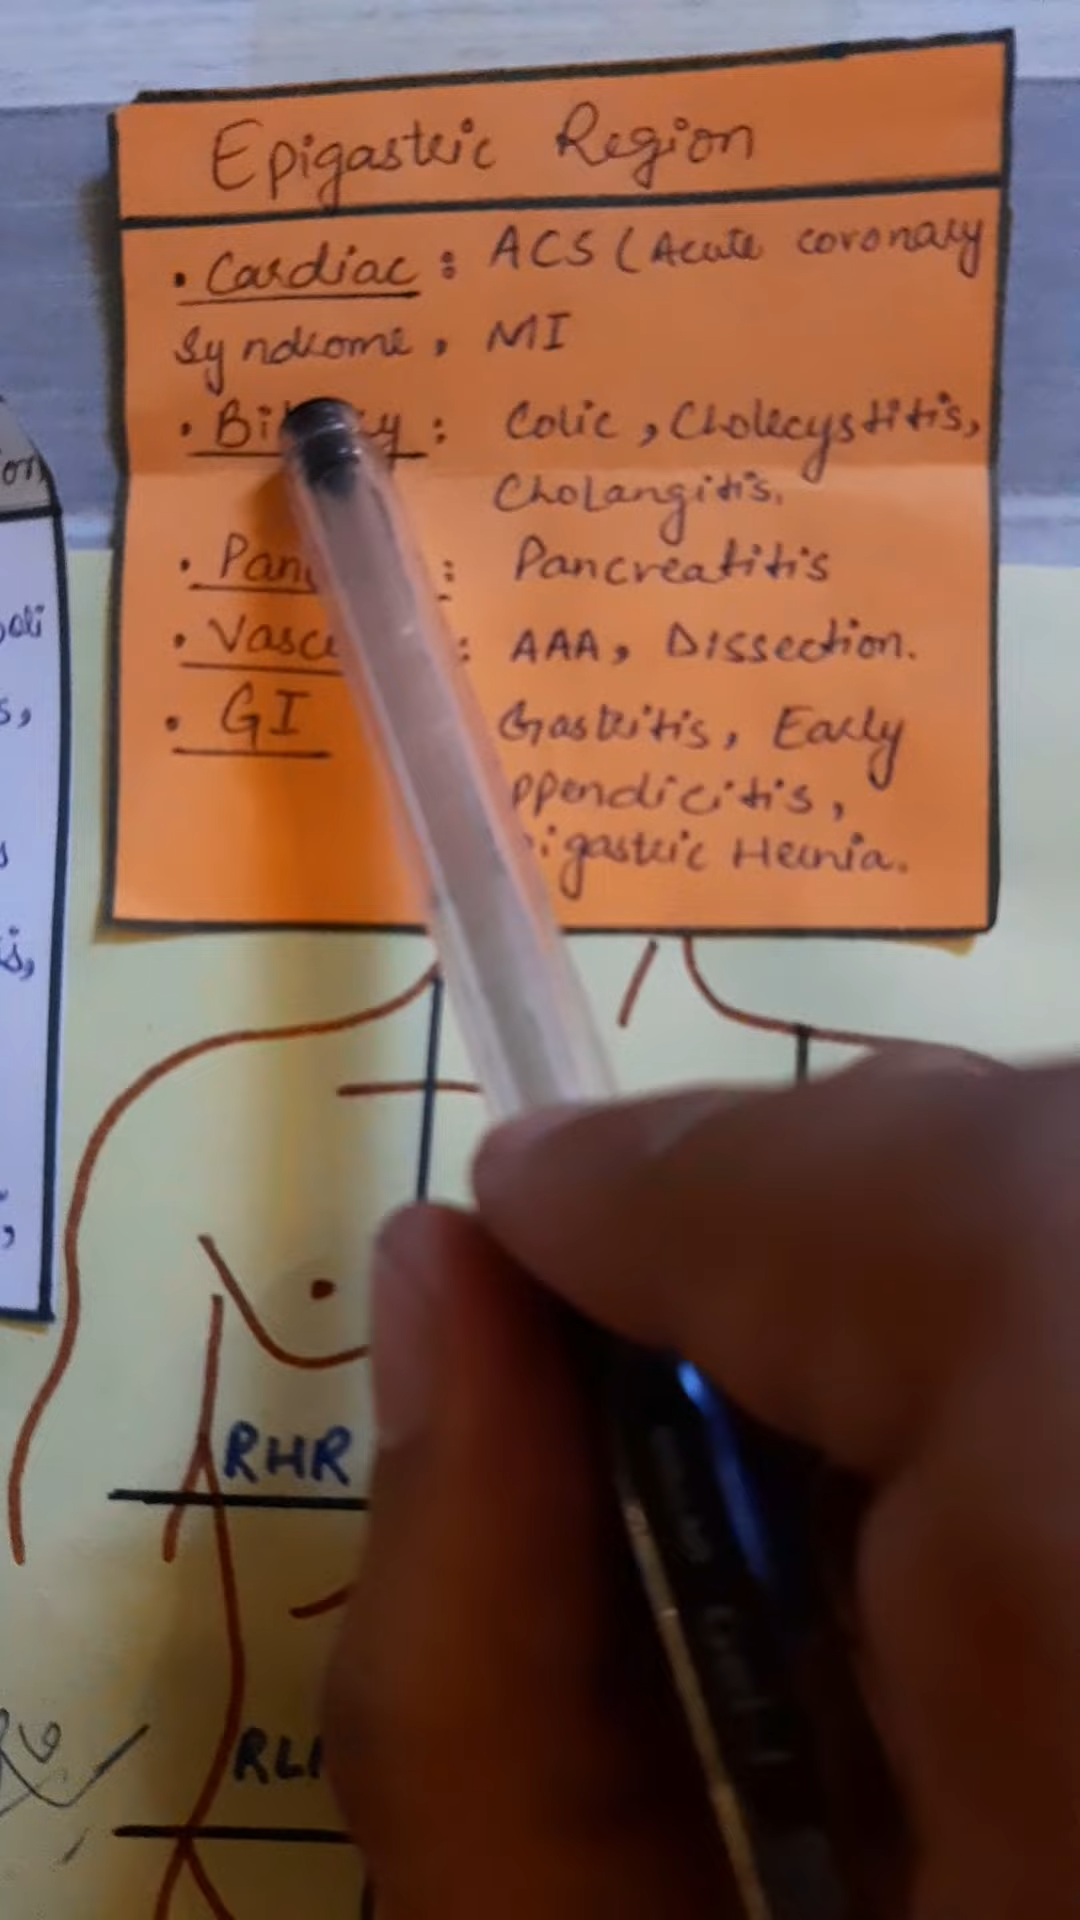 Epigastric Region
• Cardiac : ACS (Acute coronary
Syndrome, MI
• : Colic, Cholecystitis,
Cholangitis.
• : Pancreatitis
• : AAA, Dissection.
• GI Gastritis, Early
ppendicitis,
igastric Hernia.
RHR